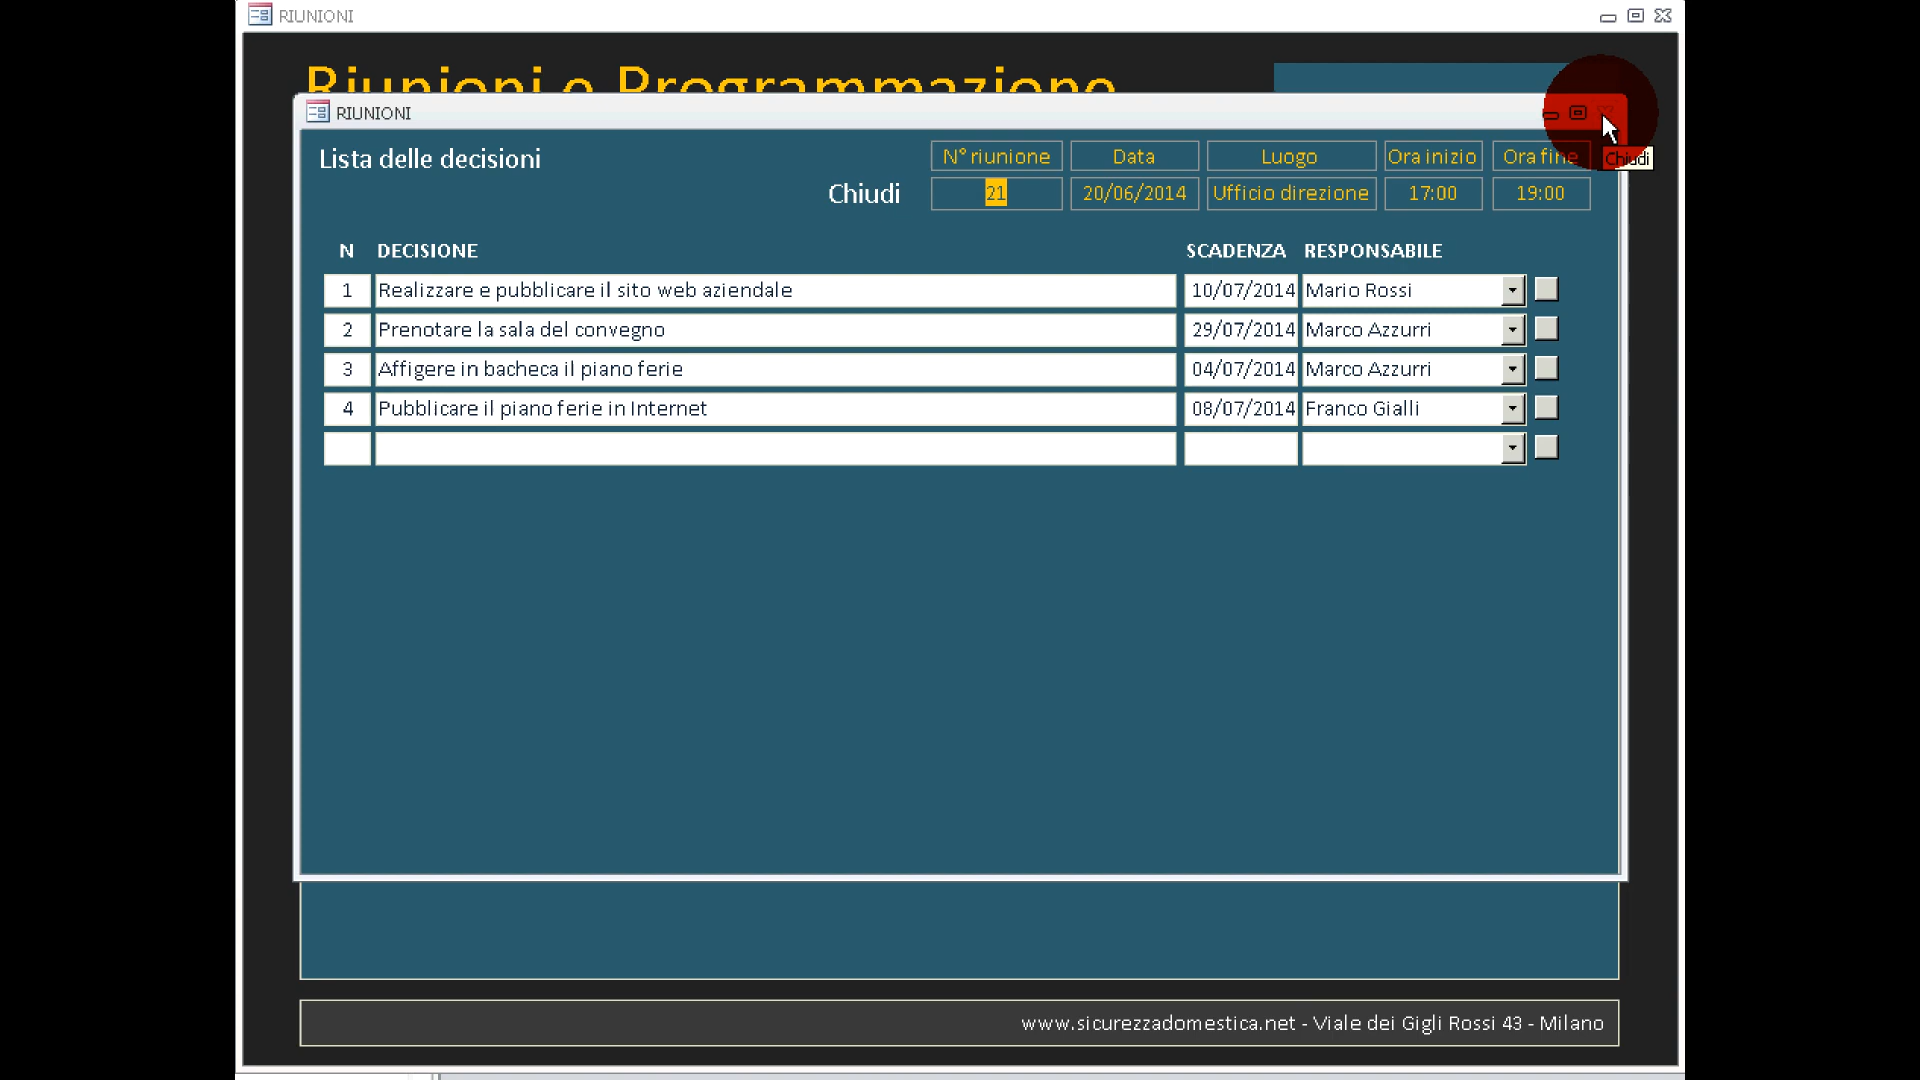 RIUNIONI
Riunioni e Programmazione
RIUNIONI
Lista delle decisioni
N° riunione Data Luogo Ora inizio Ora fine
Chiudi
Chiudi 21 20/06/2014 Ufficio direzione 17:00 19:00
N DECISIONE SCADENZA RESPONSABILE
1 Realizzare e pubblicare il sito web aziendale 10/07/2014 Mario Rossi
2 Prenotare la sala del convegno 29/07/2014 Marco Azzurri
3 Affigere in bacheca il piano ferie 04/07/2014 Marco Azzurri
4 Pubblicare il piano ferie in Internet 08/07/2014 Franco Gialli
www.sicurezzadomestica.net - Viale dei Gigli Rossi 43 - Milano